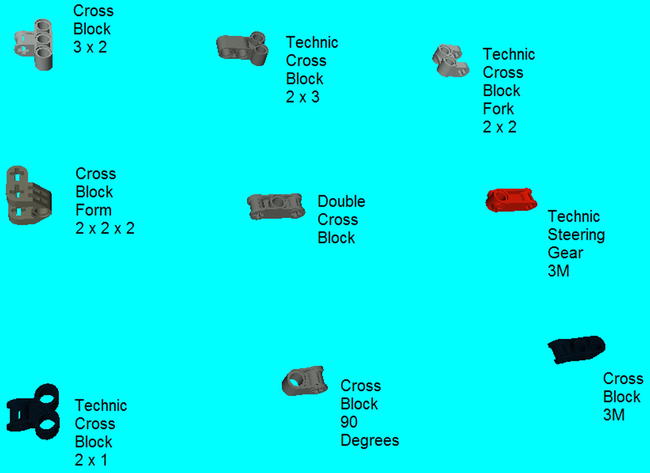 Cross
Block
3 x 2
Technic
Cross
Block
2 x 3
Technic
Cross
Block
Fork
2 x 2
Cross
Block
Form
2 x 2 x 2
Double
Cross
Block
Technic
Steering
Gear
3M
Technic
Cross
Block
2 x 1
Cross
Block
90
Degrees
Cross
Block
3M